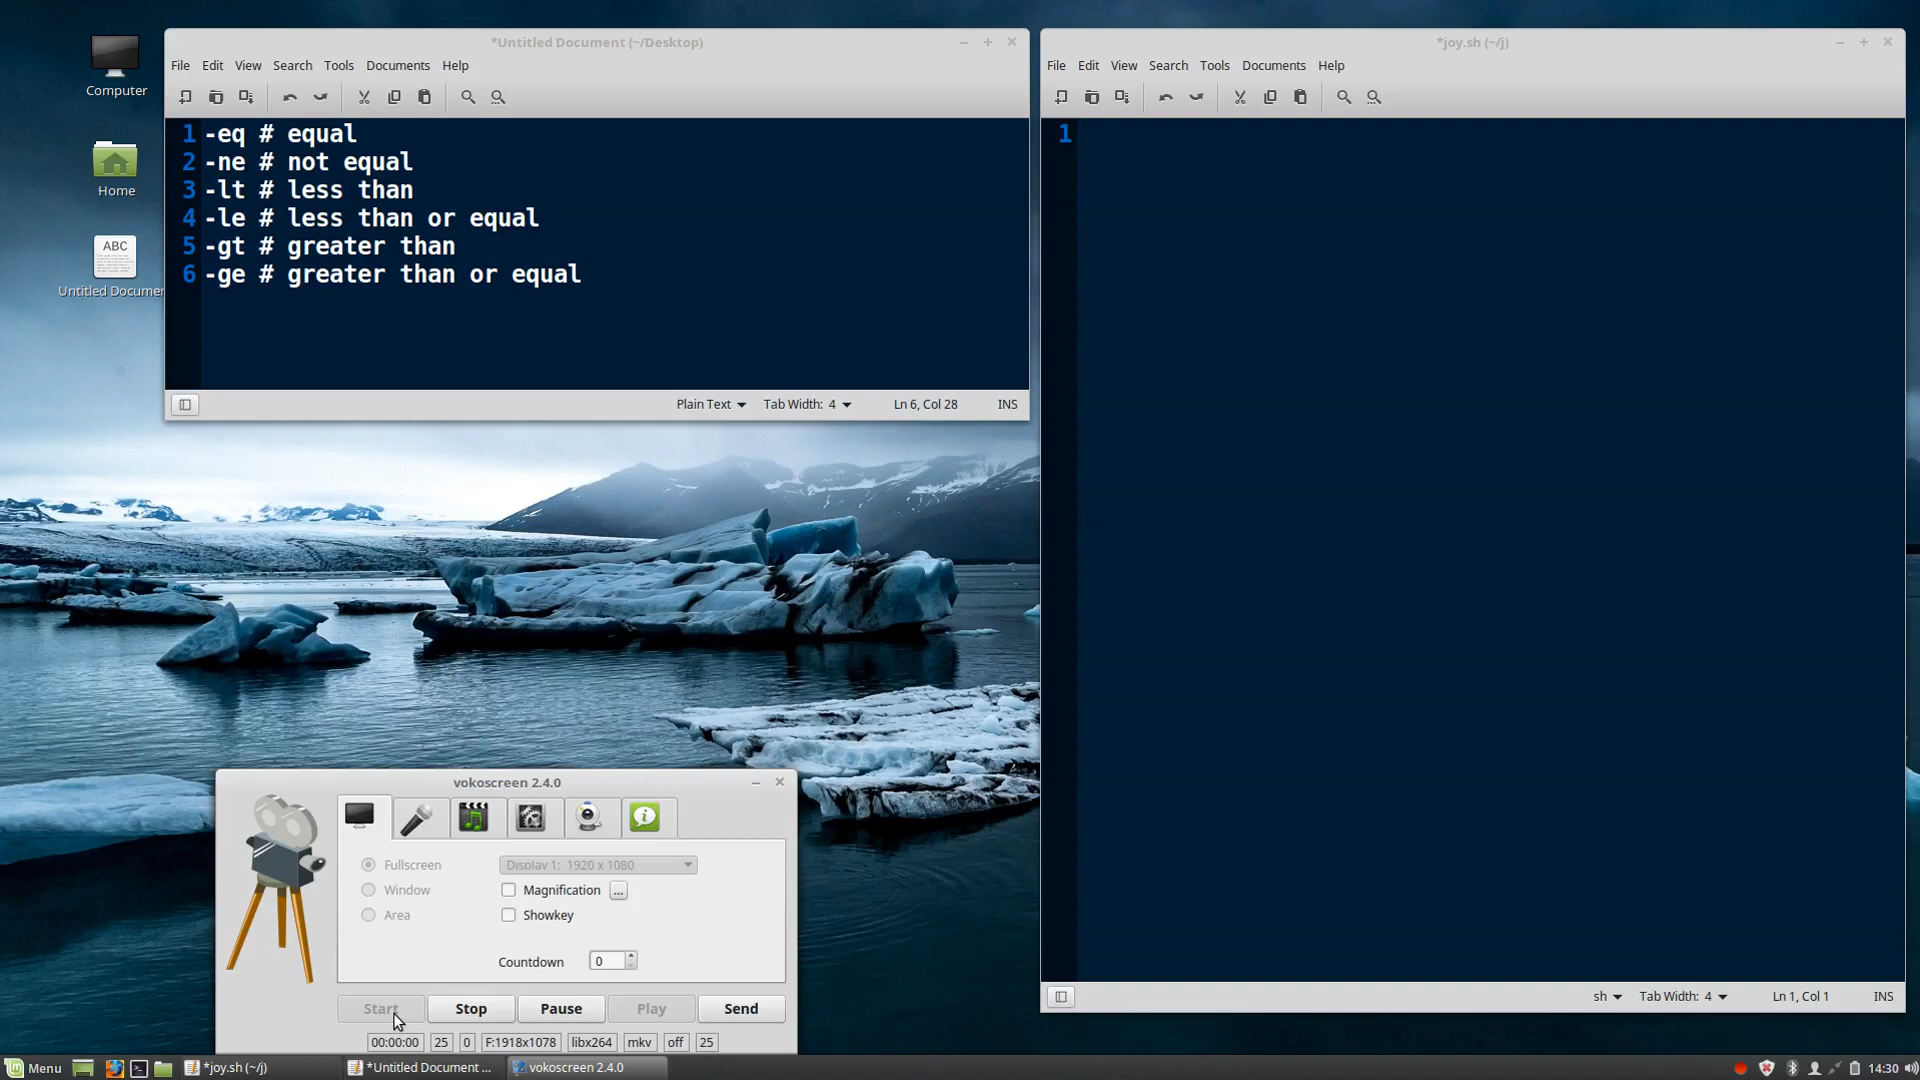 Computer
Home
ABC
Untitled Documen
*Untitled Document (~/Desktop)
File Edit View Search Tools Documents Help
1 -eq # equal
2 -ne # not equal
3 -lt # less than
4 -le # less than or equal
5 -gt # greater than
6 -ge # greater than or equal
Plain Text Tab Width: 4 Ln 6, Col 28 INS
*joy.sh (~/j)
File Edit View Search Tools Documents Help
1
sh Tab Width: 4 Ln 1, Col 1 INS
vokoscreen 2.4.0
Fullscreen Display 1: 1920 x 1080
Window Magnification ...
Area Showkey
Countdown 0
Start Stop Pause Play Send
00:00:00 25 0 F:1918x1078 libx264 mkv off 25
Menu *joy.sh (~/j) *Untitled Document ... vokoscreen 2.4.0 14:30